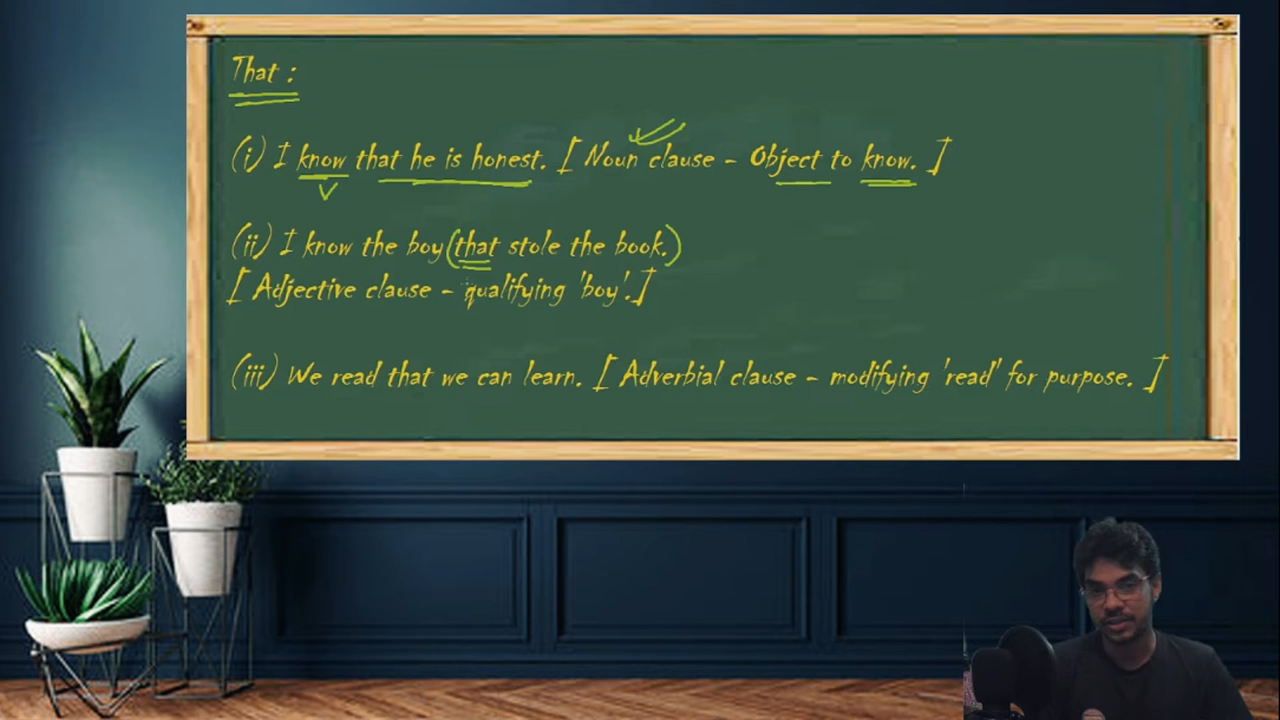 That :
(i) I know that he is honest. [ Noun clause - Object to know. ]
V
(ii) I know the boy (that stole the book.)
[ Adjective clause - qualifying 'boy'. ]
(iii) We read that we can learn. [ Adverbial clause - modifying 'read' for purpose. ]